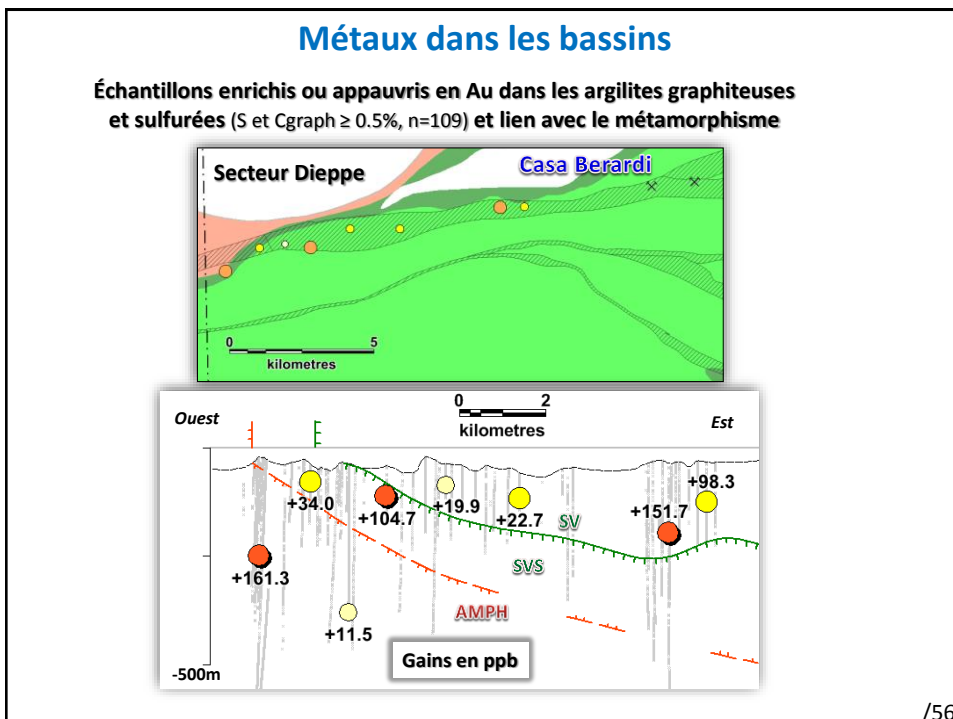 Métaux dans les bassins
Échantillons enrichis ou appauvris en Au dans les argilites graphiteuses
et sulfurées (S et Cgraph ≥ 0.5%, n=109) et lien avec le métamorphisme
Secteur Dieppe
Casa Berardi
0 5
kilometres
Ouest
0 2
kilometres
Est
+34.0
+104.7
+19.9
+22.7
+151.7
+98.3
SV
SVS
+161.3
AMPH
+11.5
Gains en ppb
-500m
/56